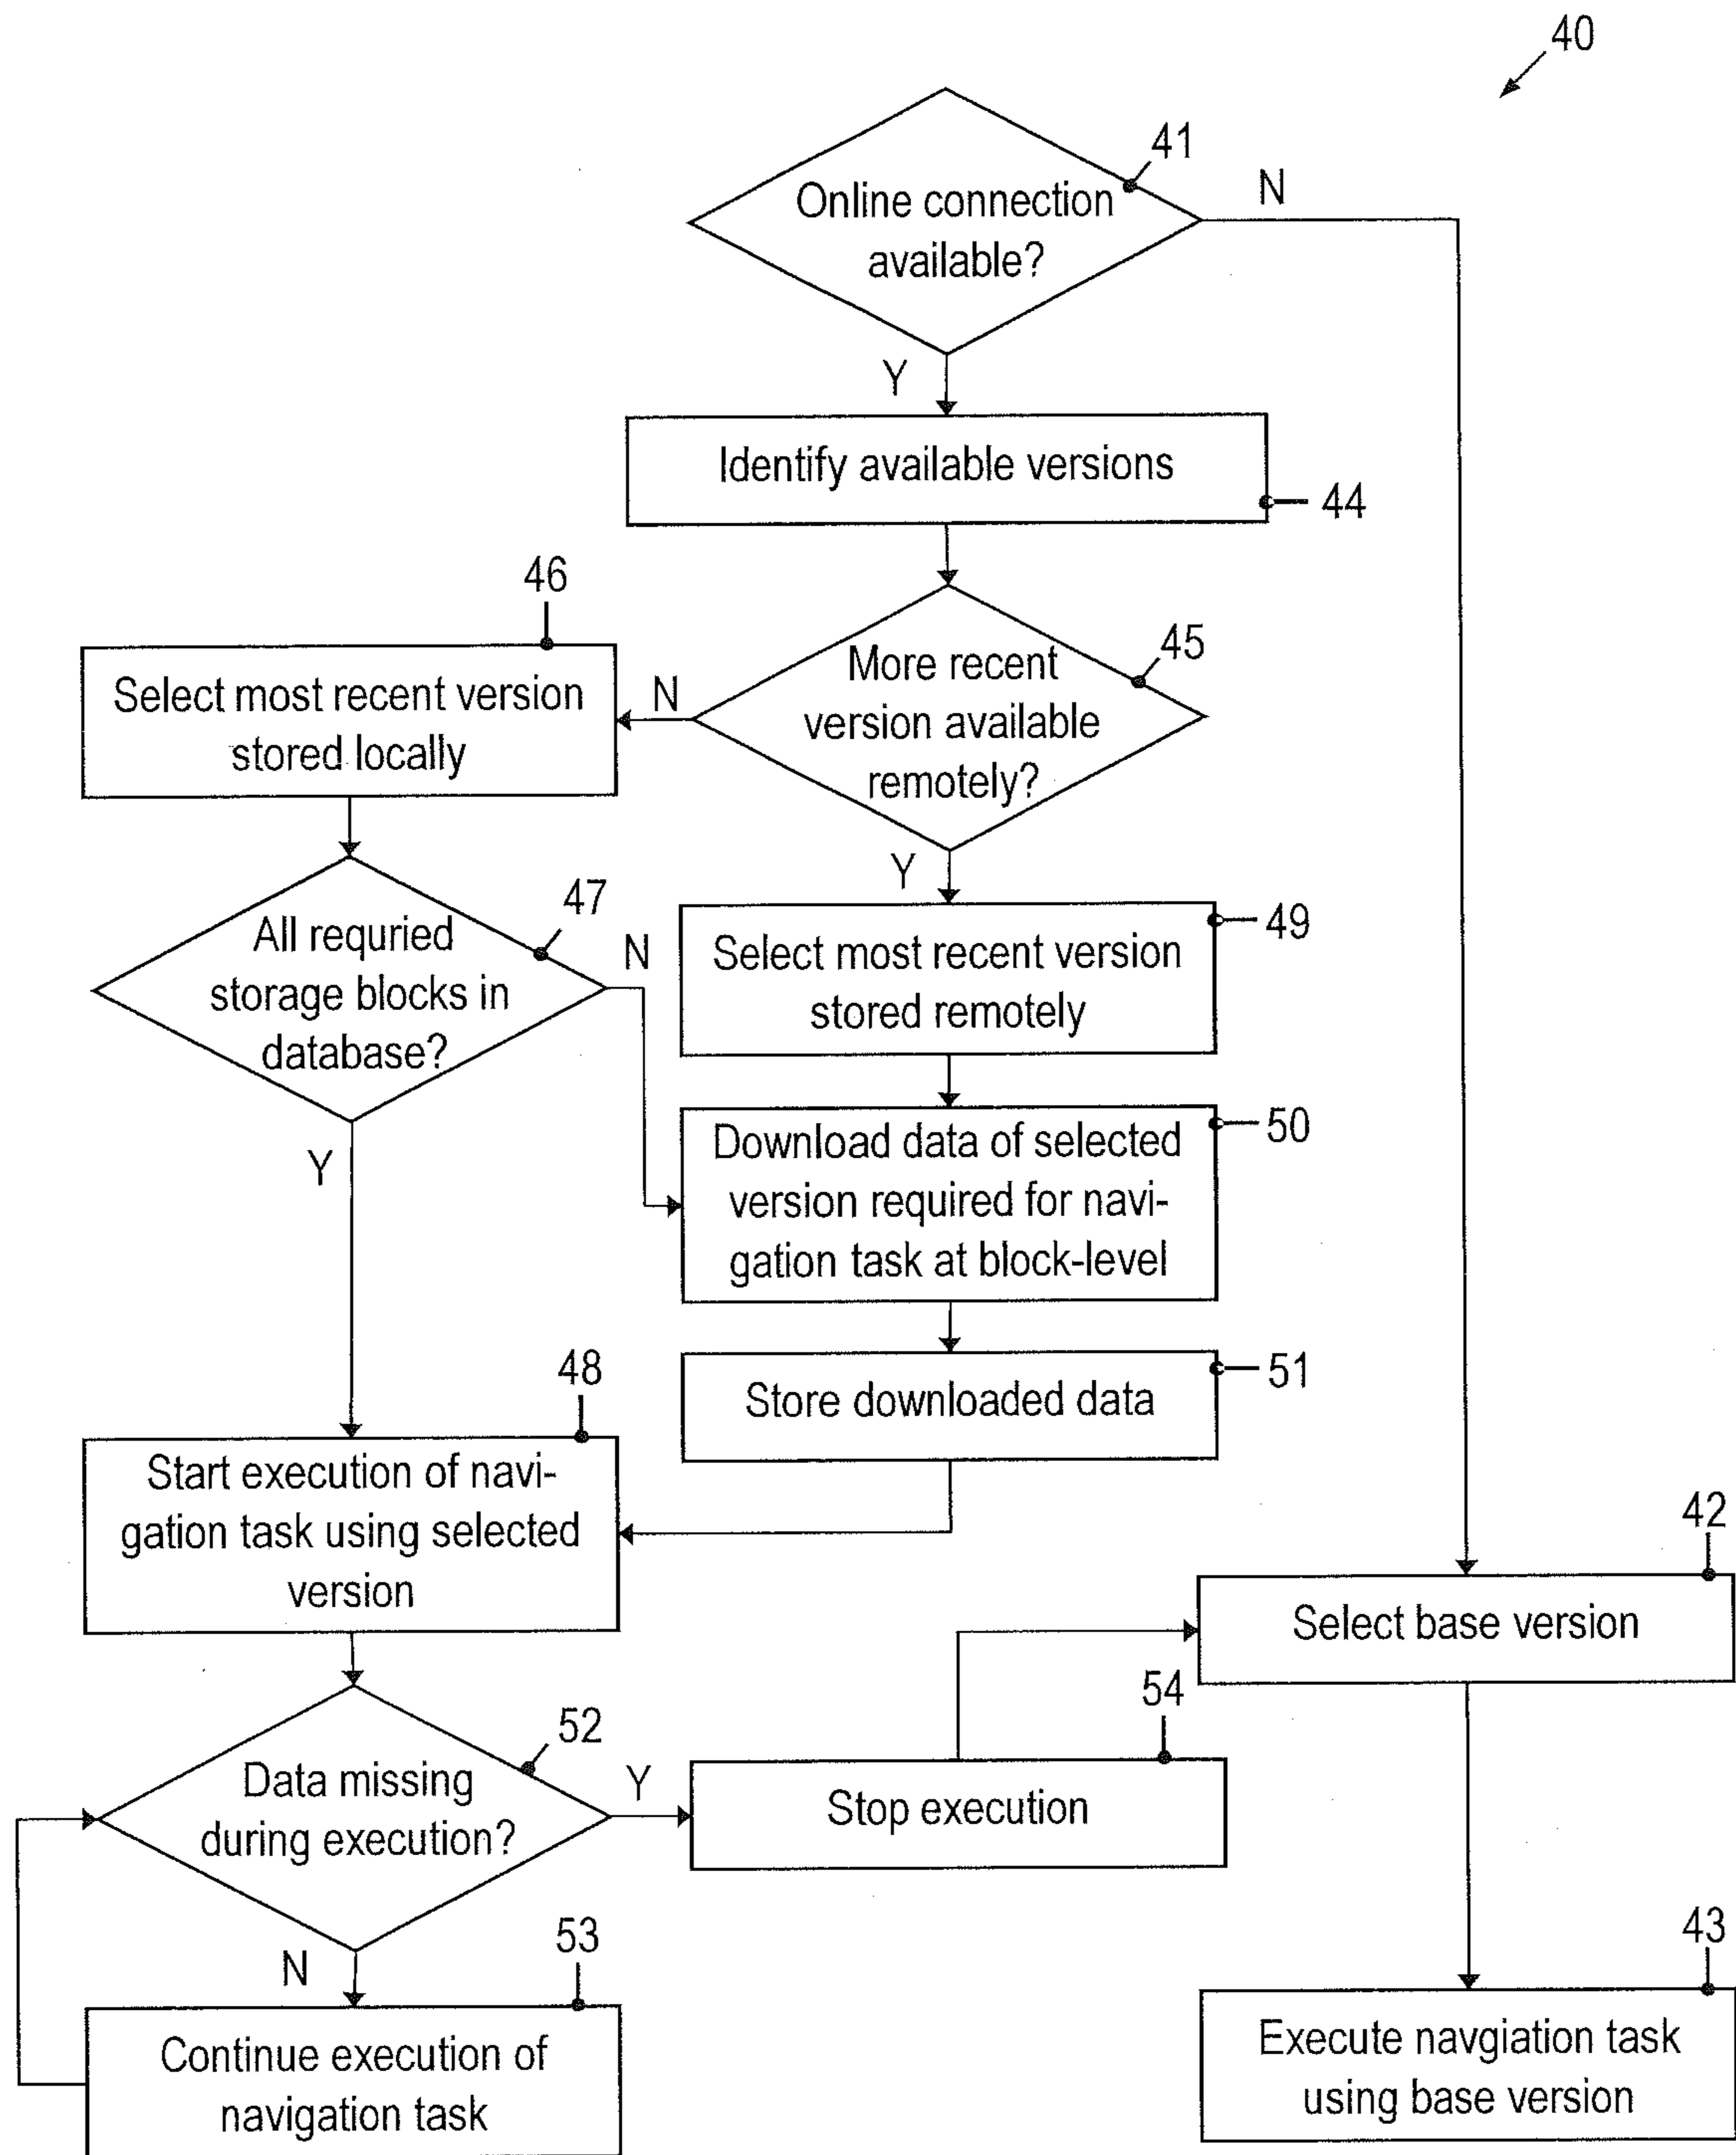 40
41
Online connection
available?
N
Y
Identify available versions
44
46
45
More recent
version available
remotely?
N
Select most recent version
stored locally
Y
47
All requried
storage blocks in
database?
N
49
Select most recent version
stored remotely
Y
50
Download data of selected
version required for navi-
gation task at block-level
51
Store downloaded data
48
Start execution of navi-
gation task using selected
version
42
Select base version
52
Data missing
during execution?
Y
54
Stop execution
N
53
Continue execution of
navigation task
43
Execute navgiation task
using base version